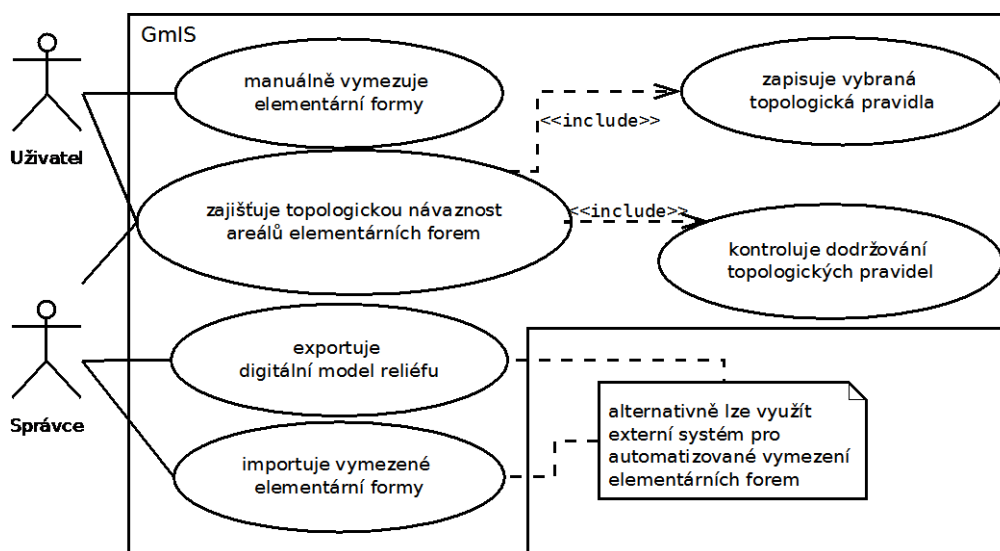 GmIS
manuálně vymezuje
elementární formy
zapisuje vybraná
topologická pravidla
<<include>>
Uživatel
zajišťuje topologickou návaznost
areálů elementárních forem
<<include>>
kontroluje dodržování
topologických pravidel
exportuje
digitální model reliéfu
Správce
alternativně lze využít
externí systém pro
automatizované vymezení
elementárních forem
importuje vymezené
elementární formy